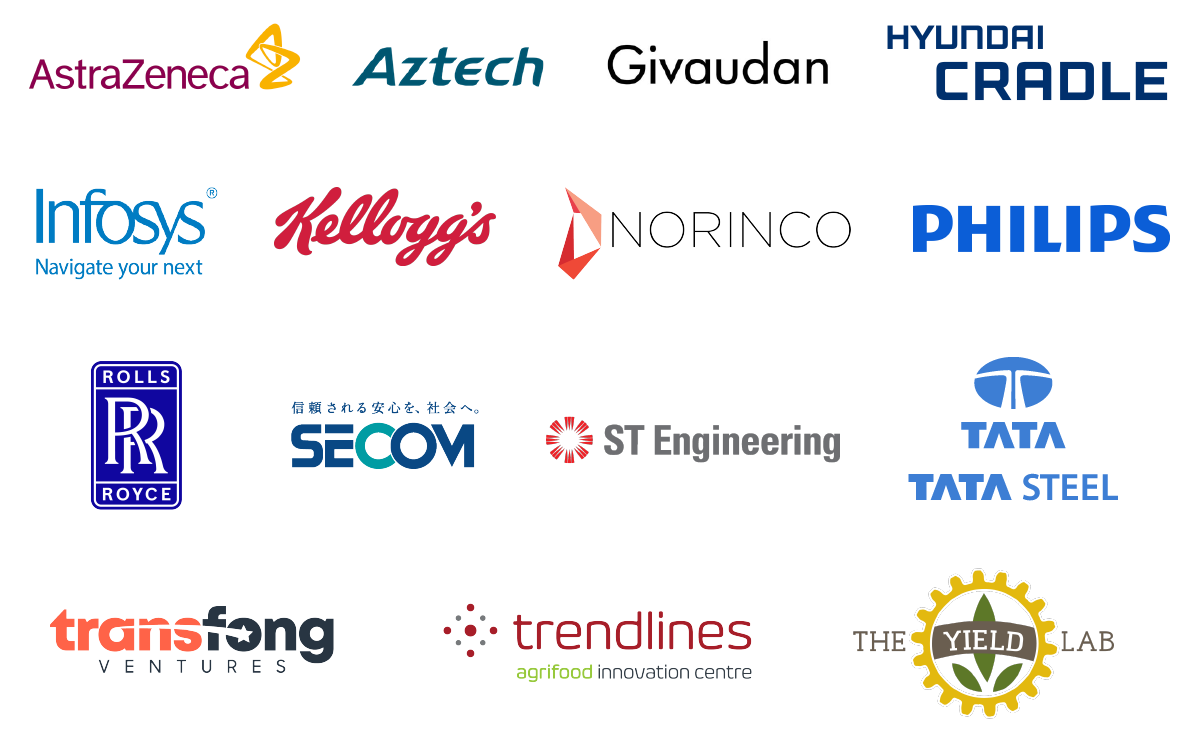 AstraZeneca
Aztech
Givaudan
HYUNDAI
CRADLE
Infosys®
Navigate your next
Kellogg's
NORINCO
PHILIPS
ROLLS
RR
ROYCE
信頼される安心を、社会へ。
SECOM
ST Engineering
TATA
TATA STEEL
transfong
VENTURES
trendlines
agrifood innovation centre
THE YIELD LAB